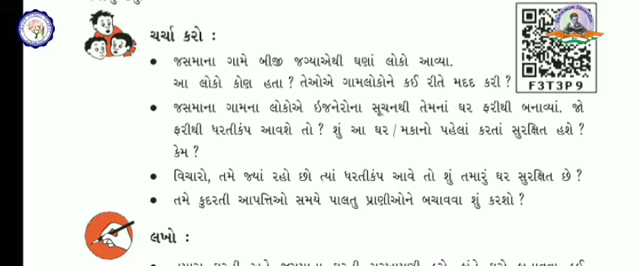 ચર્ચા કરો :
જસમાના ગામે બીજી જગ્યાએથી ઘણાં લોકો આવ્યા.
આ લોકો કોણ હતા ? તેઓએ ગામલોકોને કઈ રીતે મદદ કરી ?
F3T3P9
જસમાના ગામના લોકોએ ઇજનેરોના સૂચનથી તેમનાં ઘર ફરીથી બનાવ્યાં. જો
ફરીથી ધરતીકંપ આવશે તો ? શું આ ઘર / મકાનો પહેલાં કરતાં સુરક્ષિત હશે ?
કેમ ?
વિચારો, તમે જ્યાં રહો છો ત્યાં ધરતીકંપ આવે તો શું તમારું ઘર સુરક્ષિત છે ?
તમે કુદરતી આપત્તિઓ સમયે પાલતુ પ્રાણીઓને બચાવવા શું કરશો ?
લખો :